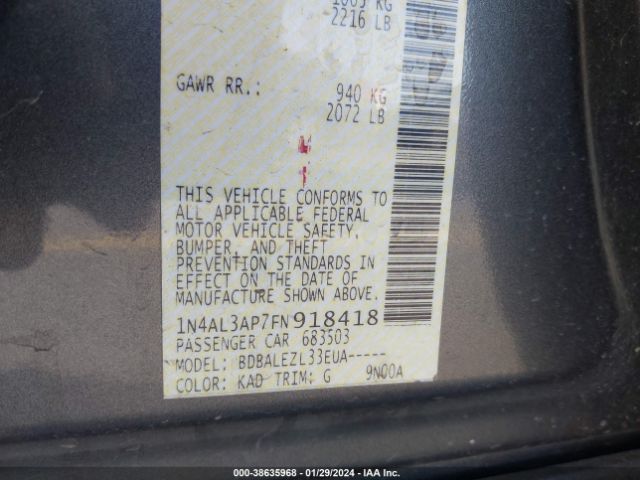 2216 LB
GAWR RR.: 940 KG
2072 LB
THIS VEHICLE CONFORMS TO
ALL APPLICABLE FEDERAL
MOTOR VEHICLE SAFETY,
BUMPER, AND THEFT
PREVENTION STANDARDS IN
EFFECT ON THE DATE OF
MANUFACTURE SHOWN ABOVE.
1N4AL3AP7FN918418
PASSENGER CAR 683503
MODEL: BDBALEZL33EUA-----
COLOR: KAD TRIM: G 9N00A
000-38635968 | 01/29/2024 | IAA Inc.